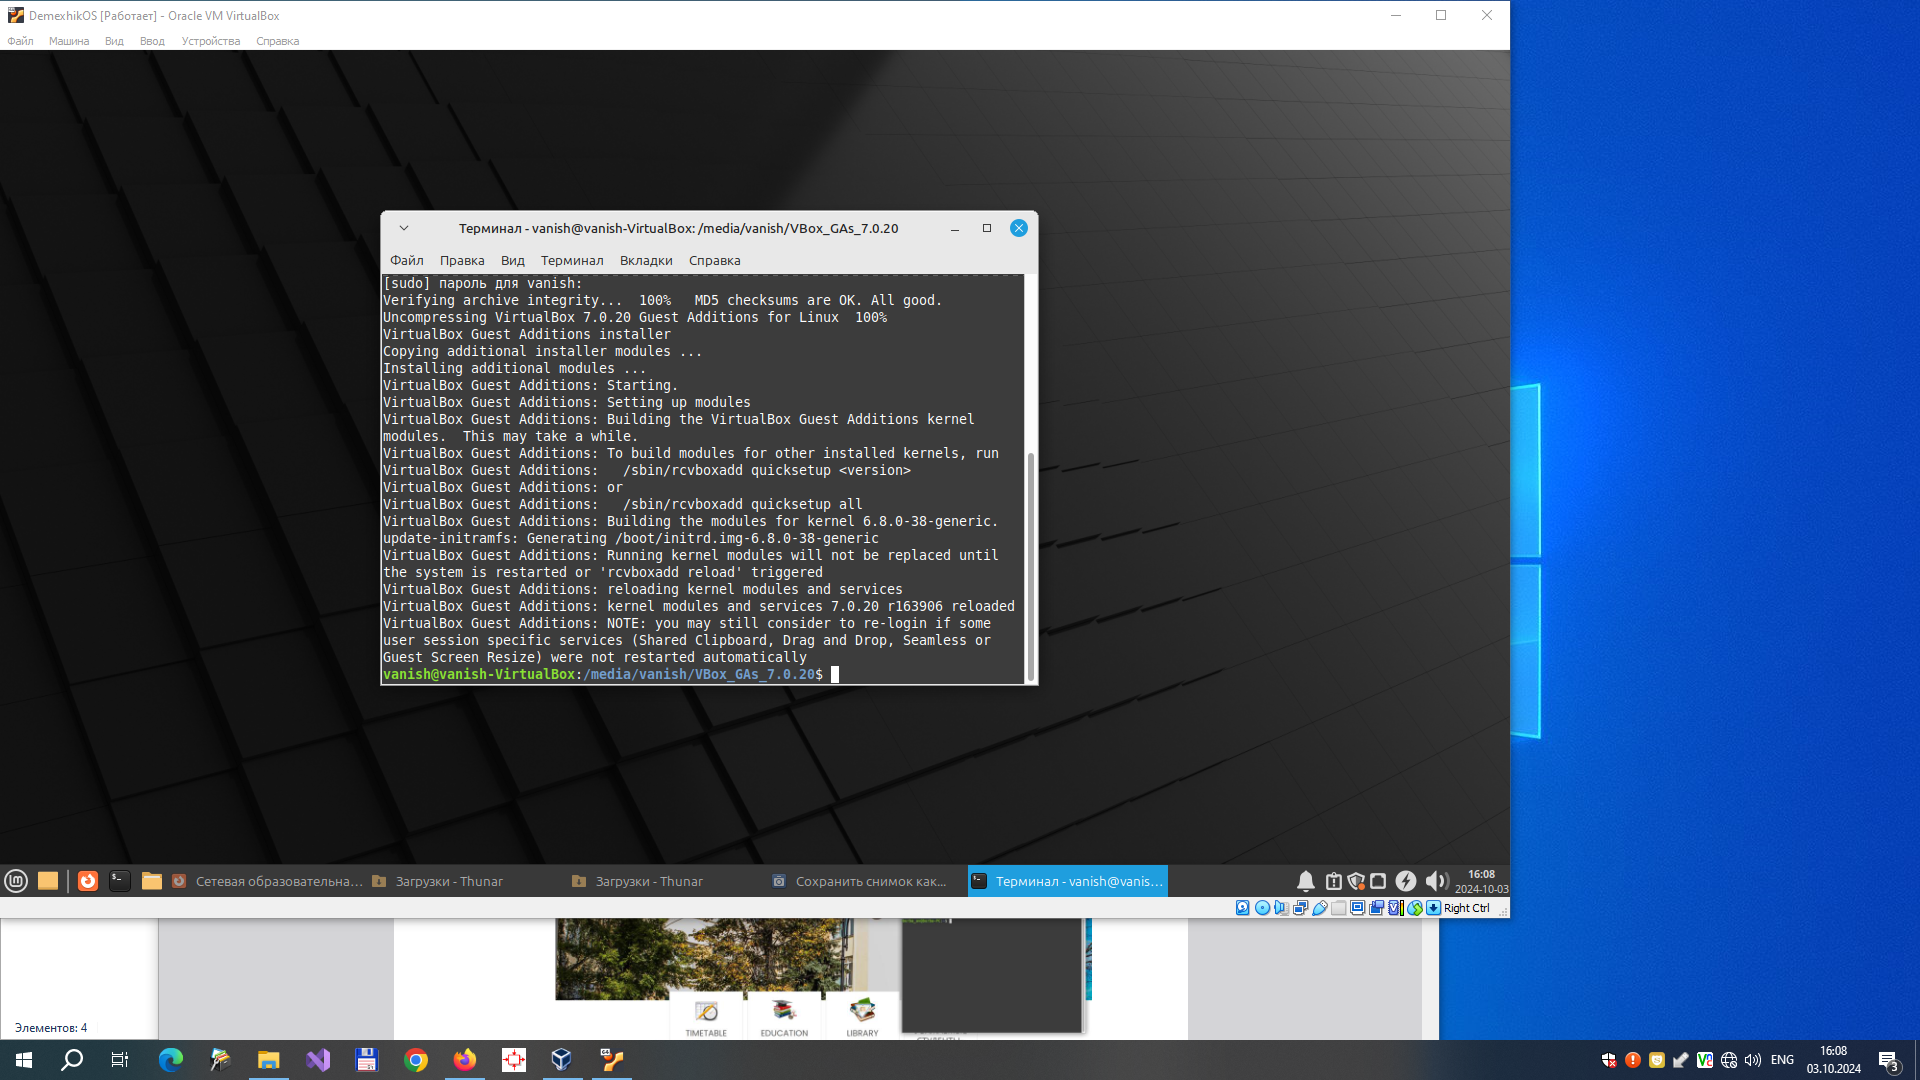 DemexhikOS [Работает] - Oracle VM VirtualBox
Файл Машина Вид Ввод Устройства Справка
Терминал - vanish@vanish-VirtualBox: /media/vanish/VBox_GAs_7.0.20
Файл Правка Вид Терминал Вкладки Справка
[sudo] пароль для vanish:
Verifying archive integrity...  100%   MD5 checksums are OK. All good.
Uncompressing VirtualBox 7.0.20 Guest Additions for Linux  100%
VirtualBox Guest Additions installer
Copying additional installer modules ...
Installing additional modules ...
VirtualBox Guest Additions: Starting.
VirtualBox Guest Additions: Setting up modules
VirtualBox Guest Additions: Building the VirtualBox Guest Additions kernel
modules.  This may take a while.
VirtualBox Guest Additions: To build modules for other installed kernels, run
VirtualBox Guest Additions:   /sbin/rcvboxadd quicksetup <version>
VirtualBox Guest Additions: or
VirtualBox Guest Additions:   /sbin/rcvboxadd quicksetup all
VirtualBox Guest Additions: Building the modules for kernel 6.8.0-38-generic.
update-initramfs: Generating /boot/initrd.img-6.8.0-38-generic
VirtualBox Guest Additions: Running kernel modules will not be replaced until
the system is restarted or 'rcvboxadd reload' triggered
VirtualBox Guest Additions: reloading kernel modules and services
VirtualBox Guest Additions: kernel modules and services 7.0.20 r163906 reloaded
VirtualBox Guest Additions: NOTE: you may still consider to re-login if some
user session specific services (Shared Clipboard, Drag and Drop, Seamless or
Guest Screen Resize) were not restarted automatically
vanish@vanish-VirtualBox:/media/vanish/VBox_GAs_7.0.20$
Сетевая образовательна... Загрузки - Thunar Загрузки - Thunar Сохранить снимок как... Терминал - vanish@vanis... 16:08
2024-10-03
Right Ctrl
TIMETABLE EDUCATION LIBRARY
Элементов: 4
ENG 16:08
03.10.2024
3